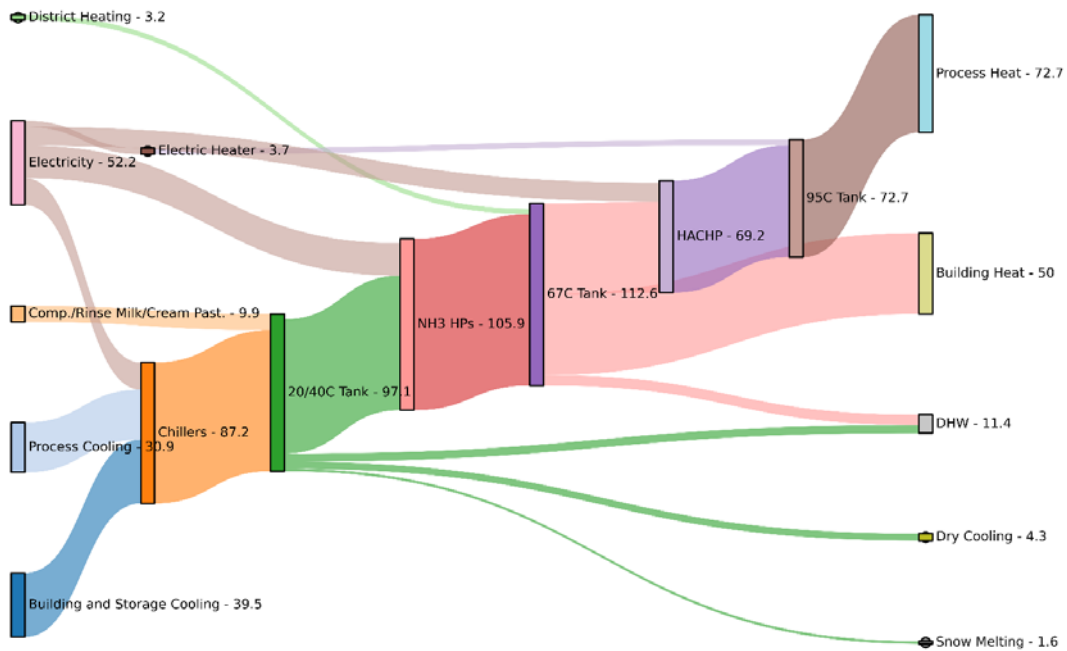 District Heating - 3.2
Process Heat - 72.7
Electric Heater - 3.7
Electricity - 52.2
95C Tank - 72.7
HACHP - 69.2
Building Heat - 50
67C Tank - 112.6
Comp./Rinse Milk/Cream Past. - 9.9
NH3 HPs - 105.9
20/40C Tank - 97.1
DHW - 11.4
Chillers - 87.2
Process Cooling - 30.9
Dry Cooling - 4.3
Building and Storage Cooling - 39.5
Snow Melting - 1.6